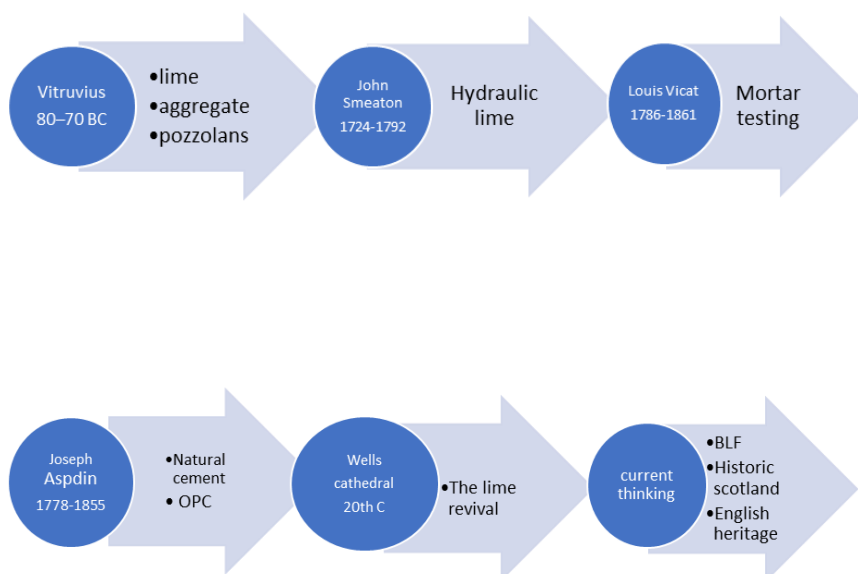 Vitruvius
80–70 BC
•lime
•aggregate
•pozzolans
John
Smeaton
1724-1792
Hydraulic
lime
Louis Vicat
1786-1861
Mortar
testing
Joseph
Aspdin
1778-1855
•Natural
cement
• OPC
Wells
cathedral
20th C
•The lime
revival
current
thinking
•BLF
•Historic
scotland
•English
heritage